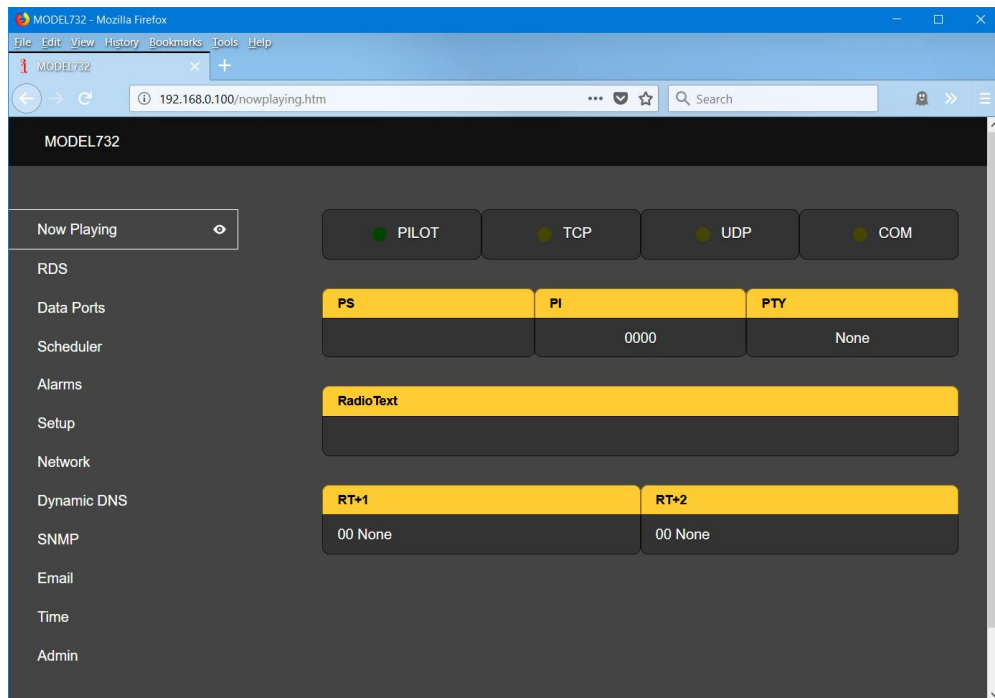 MODEL732 - Mozilla Firefox
File Edit View History Bookmarks Tools Help
MODEL732
192.168.0.100/nowplaying.htm
Search
MODEL732
Now Playing
RDS
Data Ports
Scheduler
Alarms
Setup
Network
Dynamic DNS
SNMP
Email
Time
Admin
PILOT TCP UDP COM
PS PI PTY
0000 None
RadioText
RT+1 RT+2
00 None 00 None